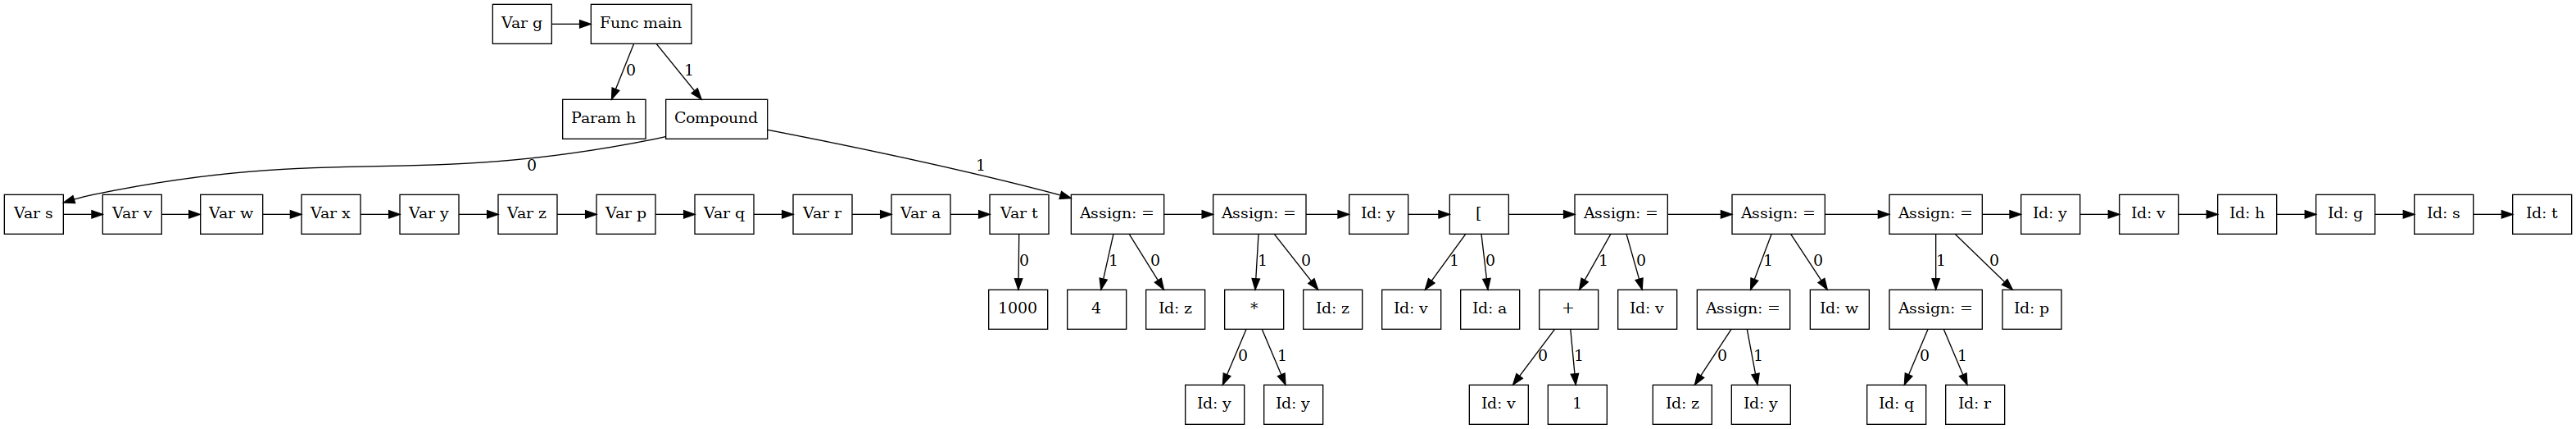 Var g
Func main
0
1
Param h
Compound
0
1
Var s
Var v
Var w
Var x
Var y
Var z
Var p
Var q
Var r
Var a
Var t
Assign: =
Assign: =
Id: y
[
Assign: =
Assign: =
Assign: =
Id: y
Id: v
Id: h
Id: g
Id: s
Id: t
0
1
0
1
0
1
0
1
0
1
0
1
0
1000
4
Id: z
*
Id: z
Id: v
Id: a
+
Id: v
Assign: =
Id: w
Assign: =
Id: p
0
1
0
1
0
1
0
1
Id: y
Id: y
Id: v
1
Id: z
Id: y
Id: q
Id: r